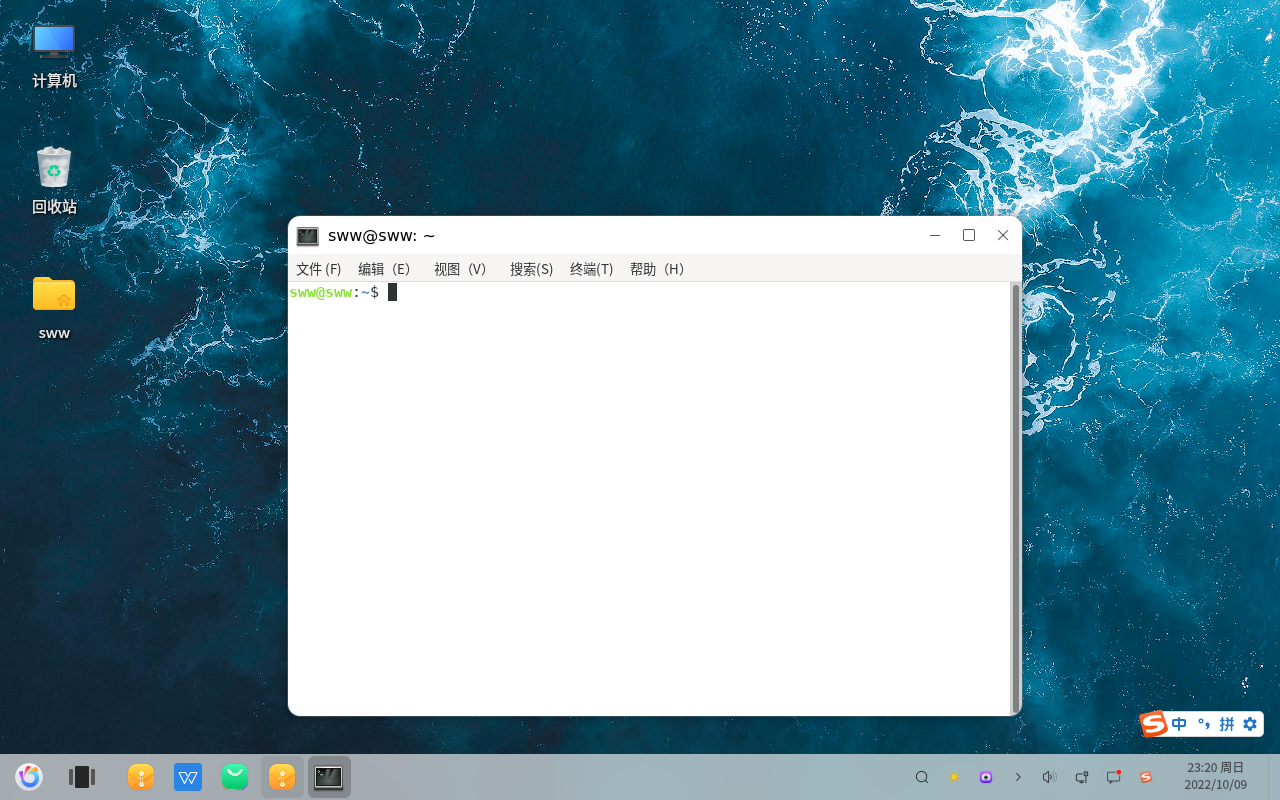 计算机
回收站
sww
sww@sww: ~
文件 (F) 编辑（E） 视图（V） 搜索(S) 终端(T) 帮助（H）
sww@sww:~$
中 °, 拼
23:20 周日
2022/10/09